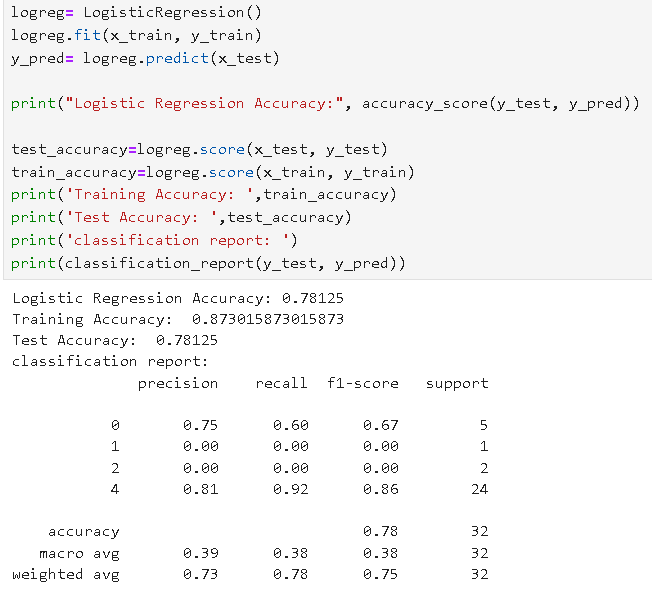 logreg= LogisticRegression()
logreg.fit(x_train, y_train)
y_pred= logreg.predict(x_test)
print("Logistic Regression Accuracy:", accuracy_score(y_test, y_pred))
test_accuracy=logreg.score(x_test, y_test)
train_accuracy=logreg.score(x_train, y_train)
print('Training Accuracy: ',train_accuracy)
print('Test Accuracy: ',test_accuracy)
print('classification report: ')
print(classification_report(y_test, y_pred))
Logistic Regression Accuracy: 0.78125
Training Accuracy:  0.873015873015873
Test Accuracy:  0.78125
classification report:
              precision    recall  f1-score   support
           0       0.75      0.60      0.67         5
           1       0.00      0.00      0.00         1
           2       0.00      0.00      0.00         2
           4       0.81      0.92      0.86        24
    accuracy                           0.78        32
   macro avg       0.39      0.38      0.38        32
weighted avg       0.73      0.78      0.75        32